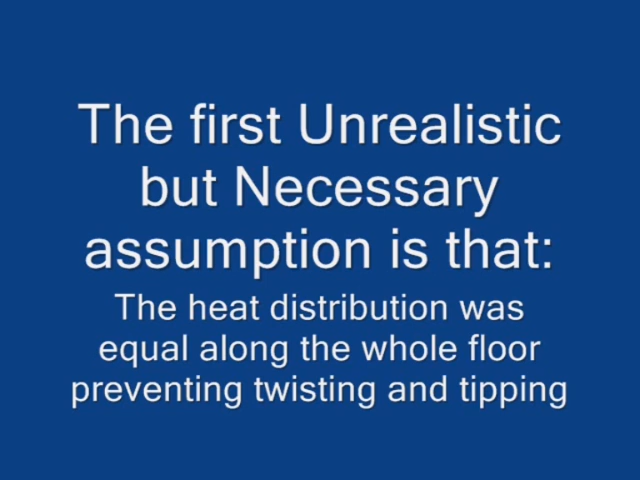 The first Unrealistic
but Necessary
assumption is that:
The heat distribution was
equal along the whole floor
preventing twisting and tipping